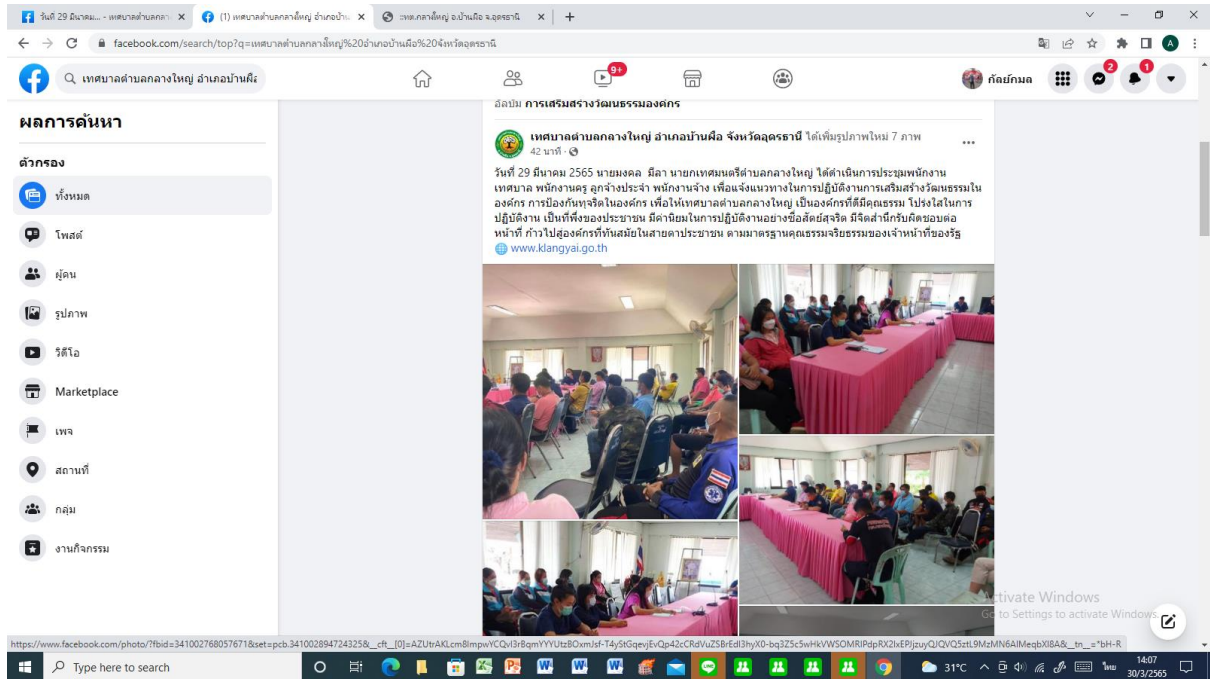 วันที่ 29 มีนาคม... - เทศบาลตำบลกลา
(1) เทศบาลตำบลกลางใหญ่ อำเภอบ้าน
:ทต.กลางใหญ่ อ.บ้านผือ จ.อุดรธานี
facebook.com/search/top?q=เทศบาลตำบลกลางใหญ่%20อำเภอบ้านผือ%20จังหวัดอุดรธานี
เทศบาลตำบลกลางใหญ่ อำเภอบ้านผือ
9+
กัลย์กมล
2
1
ผลการค้นหา
ตัวกรอง
ทั้งหมด
โพสต์
ผู้คน
รูปภาพ
วิดีโอ
Marketplace
เพจ
สถานที่
กลุ่ม
งานกิจกรรม
อัลบั้ม การเสริมสร้างวัฒนธรรมองค์กร
เทศบาลตำบลกลางใหญ่ อำเภอบ้านผือ จังหวัดอุดรธานี ได้เพิ่มรูปภาพใหม่ 7 ภาพ
42 นาที ·
วันที่ 29 มีนาคม 2565 นายมงคล มีลา นายกเทศมนตรีตำบลกลางใหญ่ ได้ดำเนินการประชุมพนักงาน
เทศบาล พนักงานครู ลูกจ้างประจำ พนักงานจ้าง เพื่อแจ้งแนวทางในการปฏิบัติงานการเสริมสร้างวัฒนธรรมใน
องค์กร การป้องกันทุจริตในองค์กร เพื่อให้เทศบาลตำบลกลางใหญ่ เป็นองค์กรที่ดีมีคุณธรรม โปร่งใสในการ
ปฏิบัติงาน เป็นที่พึ่งของประชาชน มีค่านิยมในการปฏิบัติงานอย่างซื่อสัตย์สุจริต มีจิตสำนึกรับผิดชอบต่อ
หน้าที่ ก้าวไปสู่องค์กรที่ทันสมัยในสายตาประชาชน ตามมาตรฐานคุณธรรมจริยธรรมของเจ้าหน้าที่ของรัฐ
www.klangyai.go.th
Activate Windows
Go to Settings to activate Windows.
Type here to search
31°C
ไทย
14:07
30/3/2565